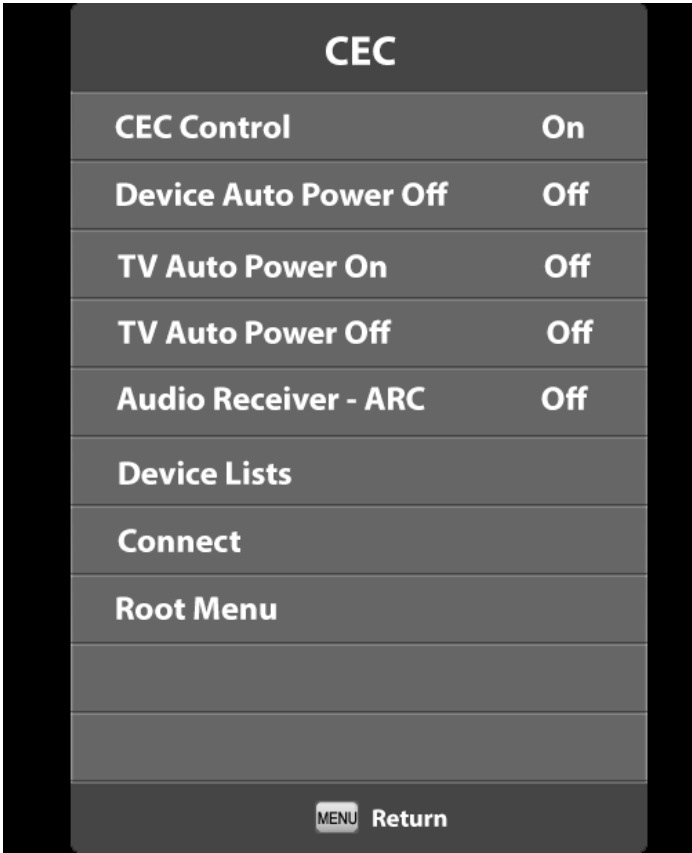 CEC
CEC Control On
Device Auto Power Off Off
TV Auto Power On Off
TV Auto Power Off Off
Audio Receiver - ARC Off
Device Lists
Connect
Root Menu
MENU Return